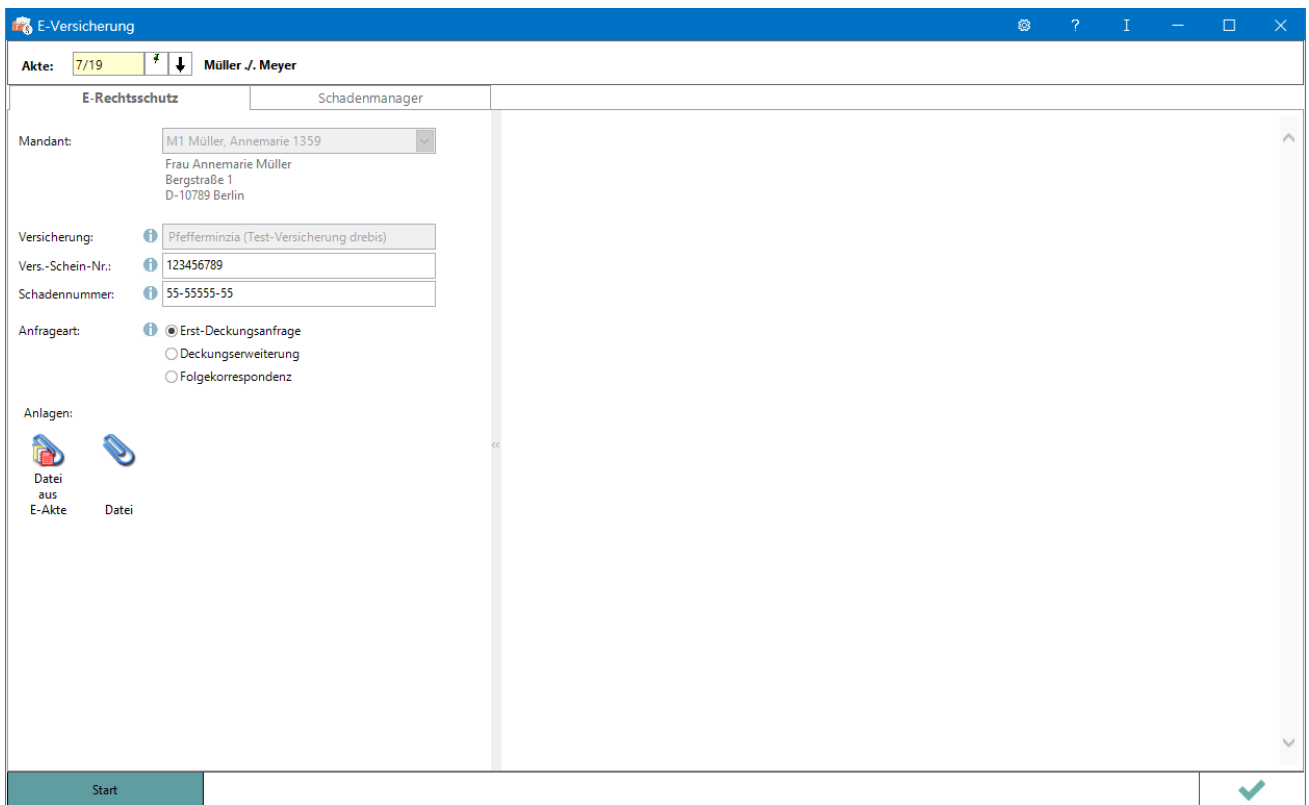 E-Versicherung
Akte: 7/19 Müller ./. Meyer
E-Rechtsschutz Schadenmanager
Mandant: M1 Müller, Annemarie 1359
Frau Annemarie Müller
Bergstraße 1
D-10789 Berlin
Versicherung: Pfefferminzia (Test-Versicherung drebis)
Vers.-Schein-Nr.: 123456789
Schadennummer: 55-55555-55
Anfrageart: Erst-Deckungsanfrage
Deckungserweiterung
Folgekorrespondenz
Anlagen:
Datei
aus
E-Akte Datei
Start